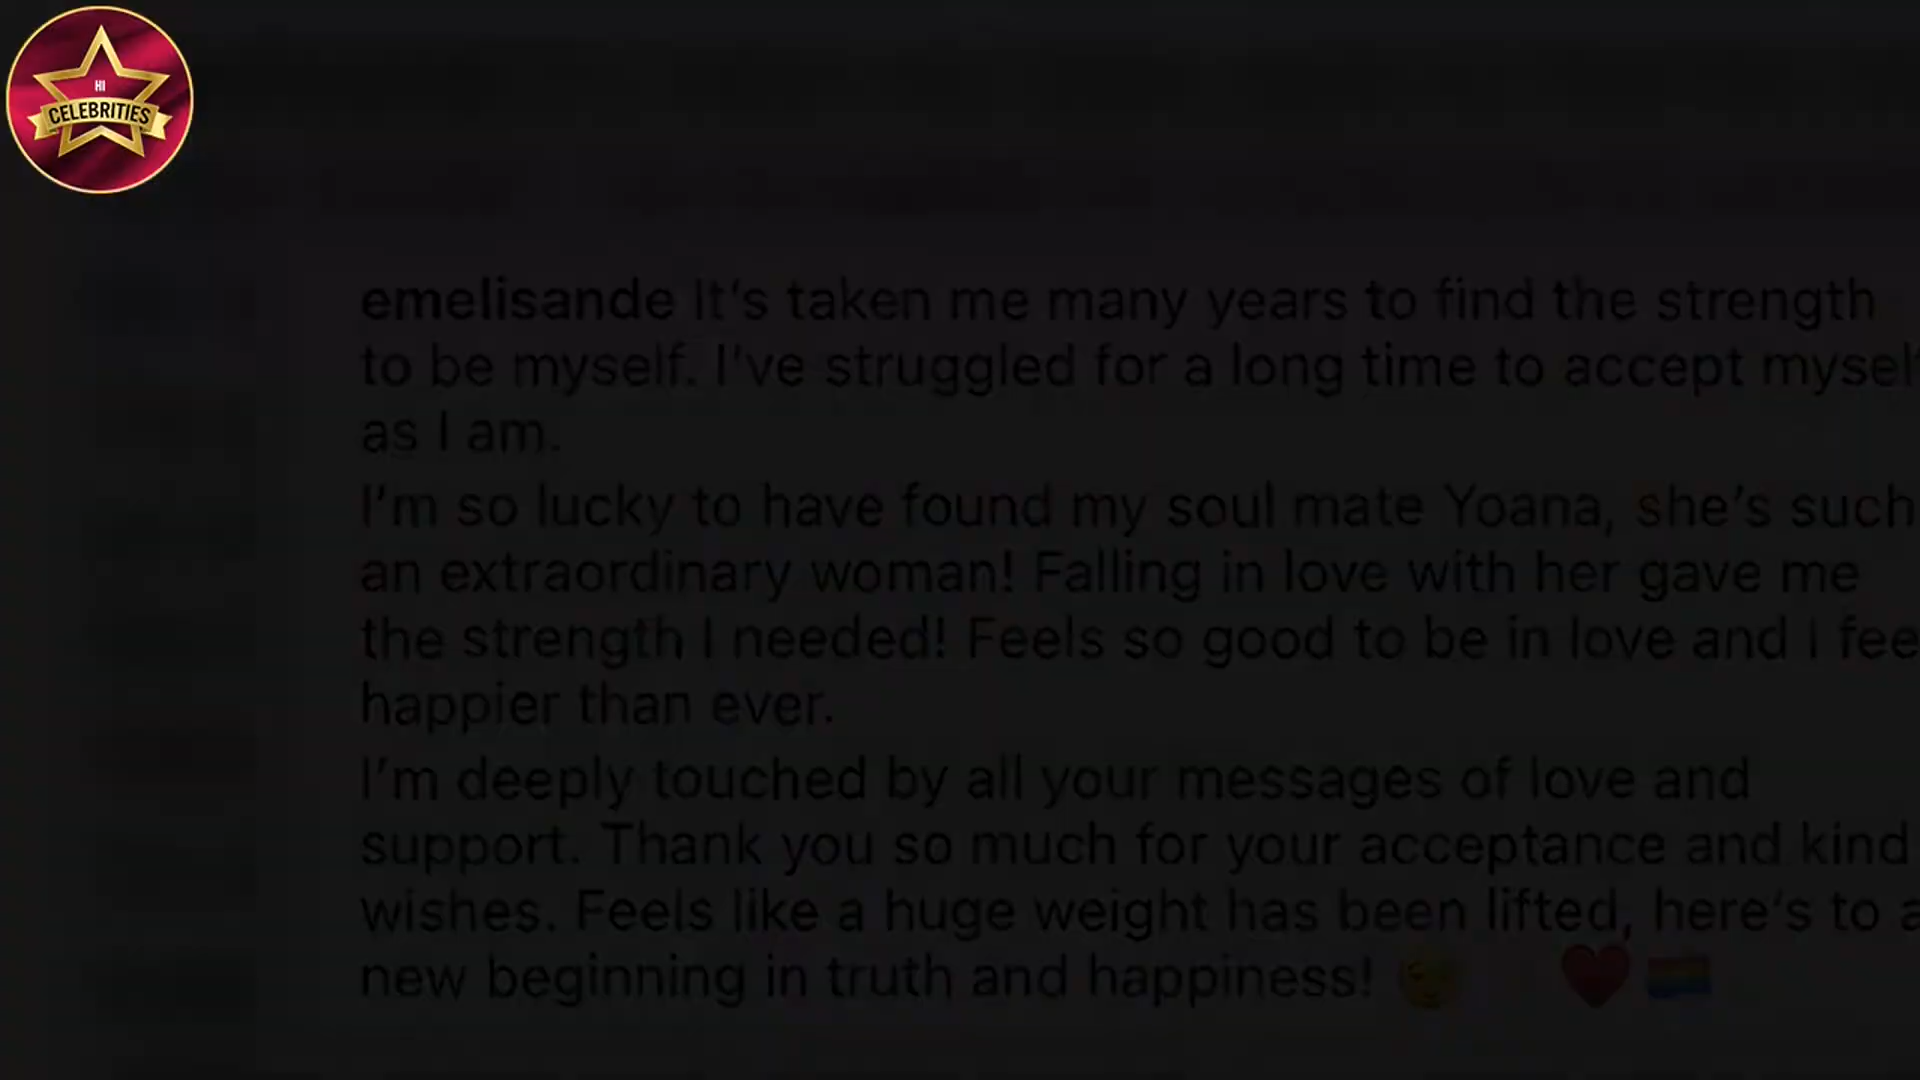 HI
CELEBRITIES
emelisande It's taken me many years to find the strength
to be myself. I've struggled for a long time to accept myself
as I am.
I'm so lucky to have found my soul mate Yoana, she's such
an extraordinary woman! Falling in love with her gave me
the strength I needed! Feels so good to be in love and I fee
happier than ever.
I'm deeply touched by all your messages of love and
support. Thank you so much for your acceptance and kind
wishes. Feels like a huge weight has been lifted, here's to a
new beginning in truth and happiness! ❤️